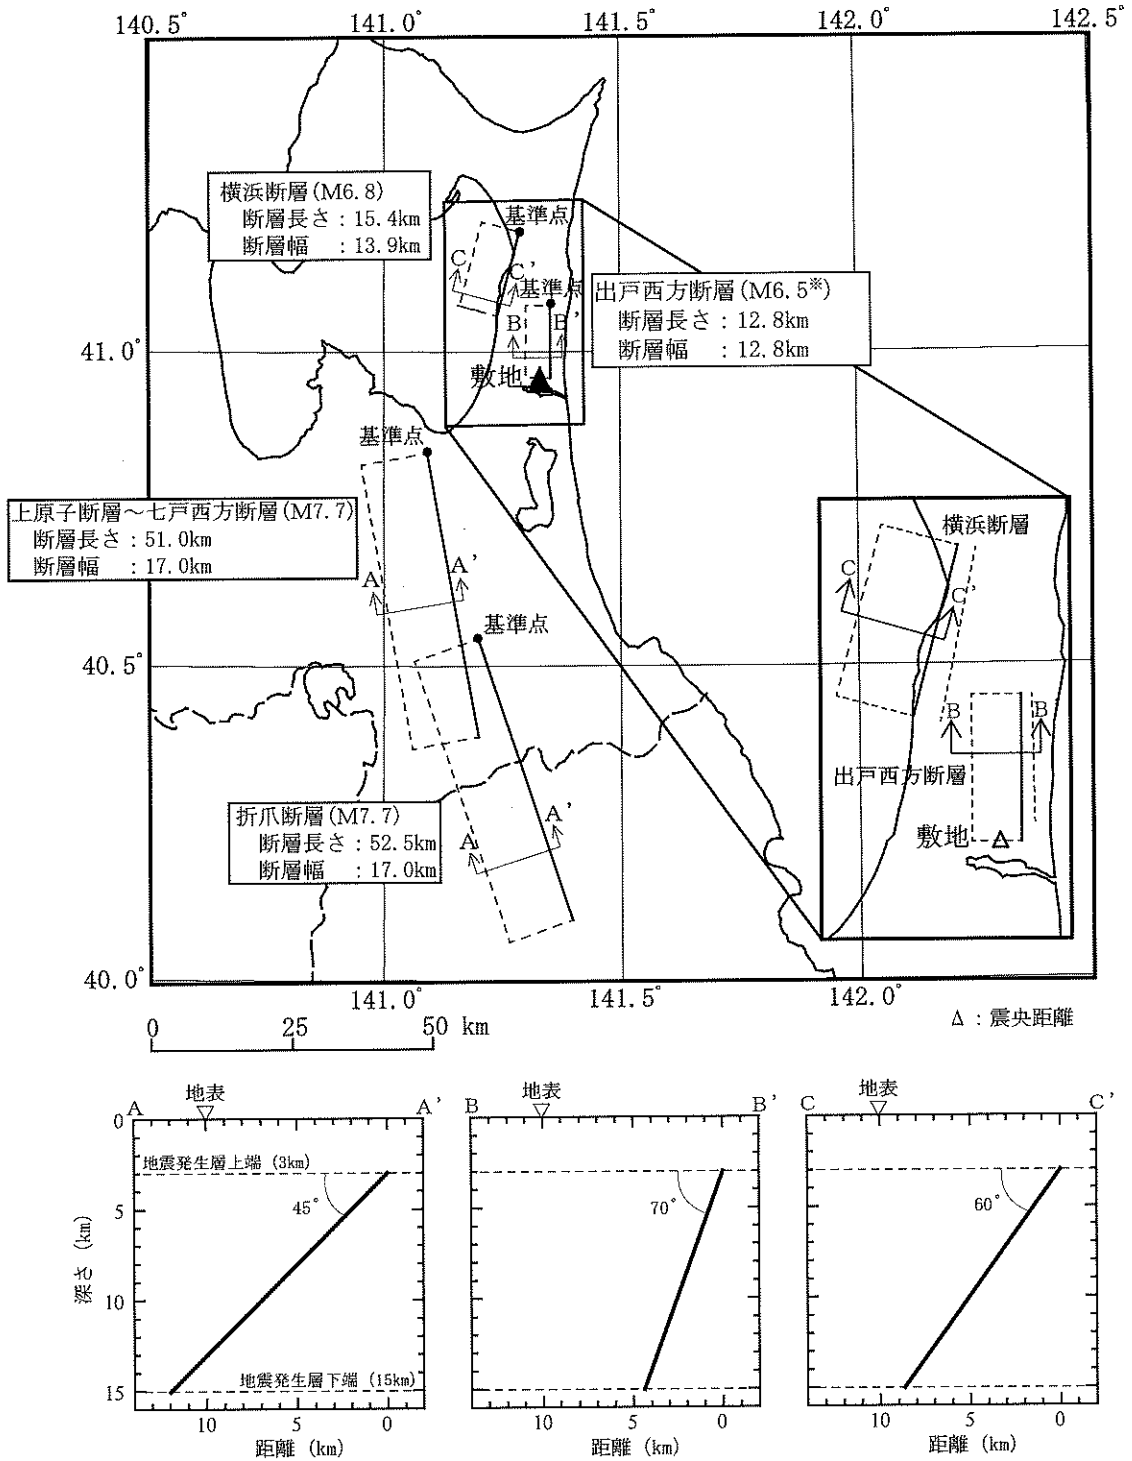 140.5°
141.0°
141.5°
142.0°
142.5°
横浜断層(M6.8)
断層長さ：15.4km
断層幅　：13.9km
基準点
C
C'
基準点
出戸西方断層(M6.5※)
断層長さ：12.8km
断層幅　：12.8km
B
B'
41.0°
敷地
基準点
上原子断層～七戸西方断層(M7.7)
断層長さ：51.0km
断層幅　：17.0km
A
A'
基準点
横浜断層
C
C'
40.5°
B
B'
出戸西方断層
敷地
折爪断層(M7.7)
断層長さ：52.5km
断層幅　：17.0km
A
A'
40.0°
141.0°
141.5°
142.0°
0
25
50 km
Δ：震央距離
A
地表
A'
B
地表
B'
C
地表
C'
0
地震発生層上端 (3km)
45°
70°
60°
5
深さ (km)
10
地震発生層下端 (15km)
15
10
5
0
10
5
0
10
5
0
距離 (km)
距離 (km)
距離 (km)